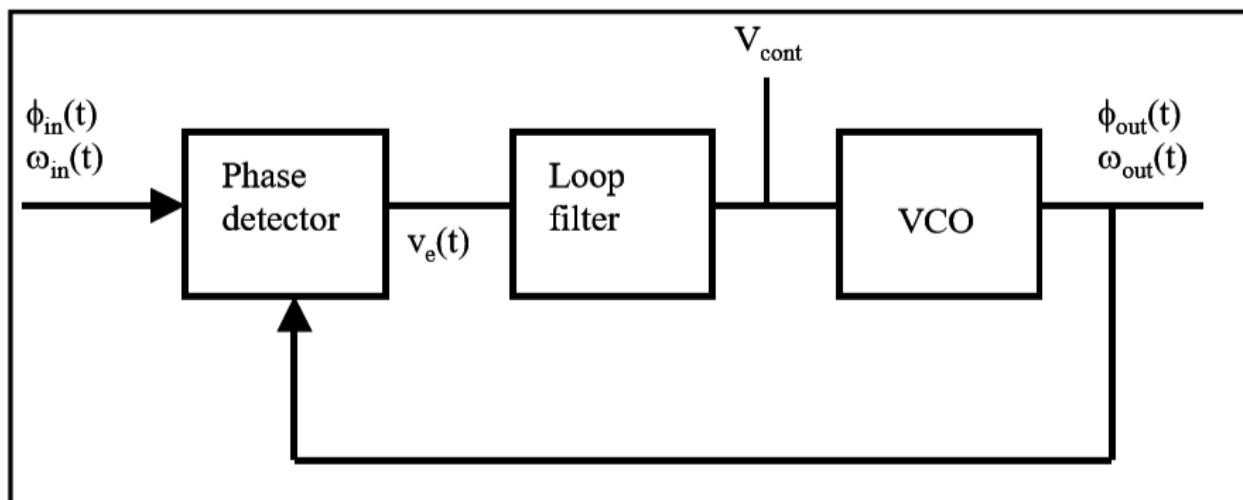 V_cont
ϕ_in(t)
ω_in(t)
Phase
detector
v_e(t)
Loop
filter
VCO
ϕ_out(t)
ω_out(t)